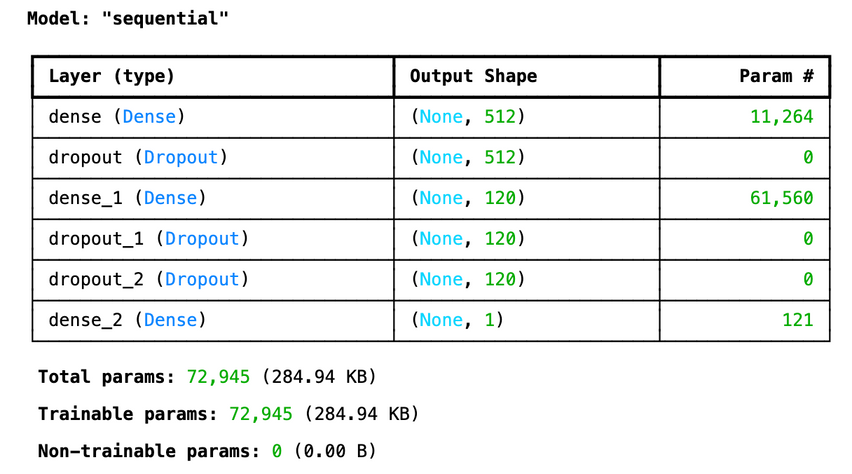 Model: "sequential"
Layer (type) Output Shape Param #
dense (Dense) (None, 512) 11,264
dropout (Dropout) (None, 512) 0
dense_1 (Dense) (None, 120) 61,560
dropout_1 (Dropout) (None, 120) 0
dropout_2 (Dropout) (None, 120) 0
dense_2 (Dense) (None, 1) 121
Total params: 72,945 (284.94 KB)
Trainable params: 72,945 (284.94 KB)
Non-trainable params: 0 (0.00 B)